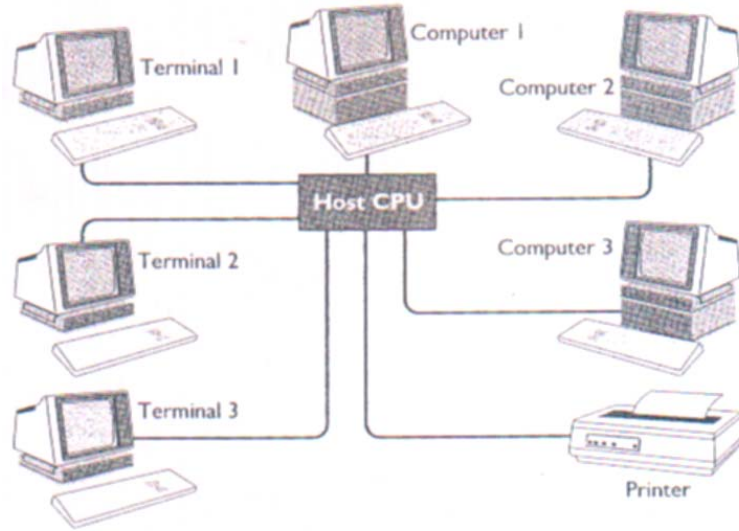 Terminal 1
Computer 1
Computer 2
Host CPU
Terminal 2
Computer 3
Terminal 3
Printer